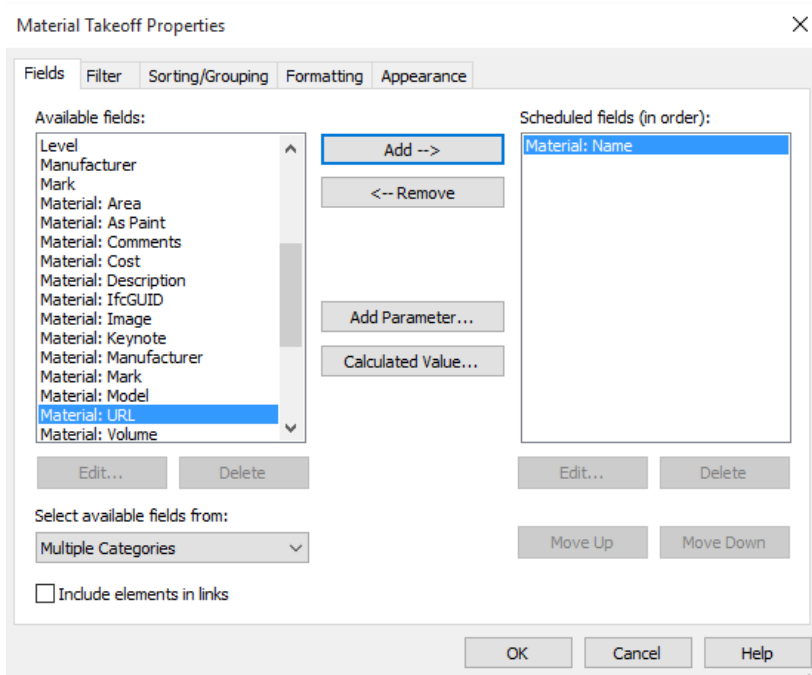 Material Takeoff Properties
Fields Filter Sorting/Grouping Formatting Appearance
Available fields:
Level
Manufacturer
Mark
Material: Area
Material: As Paint
Material: Comments
Material: Cost
Material: Description
Material: IfcGUID
Material: Image
Material: Keynote
Material: Manufacturer
Material: Mark
Material: Model
Material: URL
Material: Volume
Edit... Delete
Select available fields from:
Multiple Categories
Include elements in links
Add -->
<-- Remove
Add Parameter...
Calculated Value...
Scheduled fields (in order):
Material: Name
Edit... Delete
Move Up Move Down
OK Cancel Help